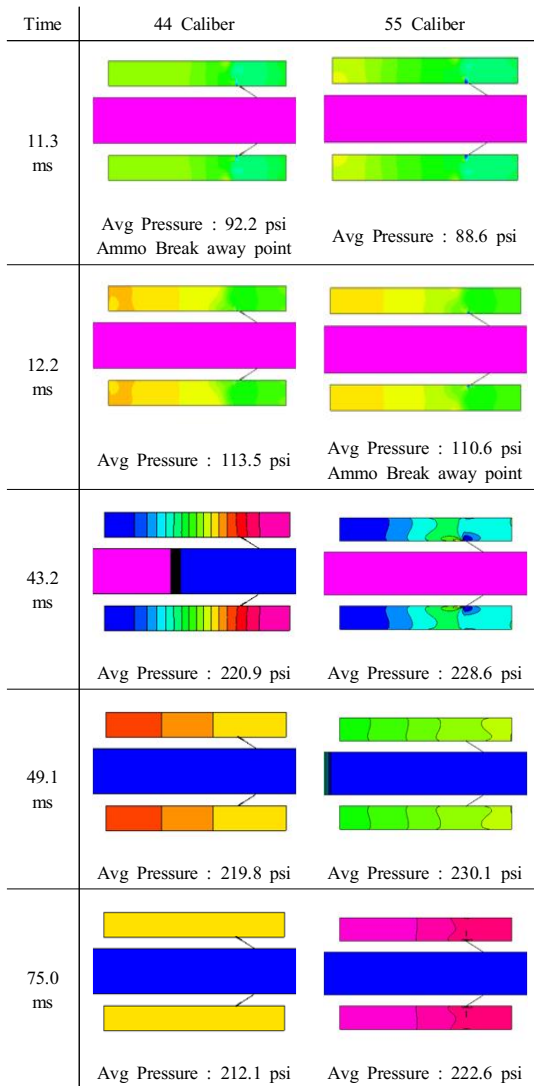 Time 44 Caliber 55 Caliber
11.3
ms
Avg Pressure : 92.2 psi
Ammo Break away point
Avg Pressure : 88.6 psi
12.2
ms
Avg Pressure : 113.5 psi
Avg Pressure : 110.6 psi
Ammo Break away point
43.2
ms
Avg Pressure : 220.9 psi
Avg Pressure : 228.6 psi
49.1
ms
Avg Pressure : 219.8 psi
Avg Pressure : 230.1 psi
75.0
ms
Avg Pressure : 212.1 psi
Avg Pressure : 222.6 psi